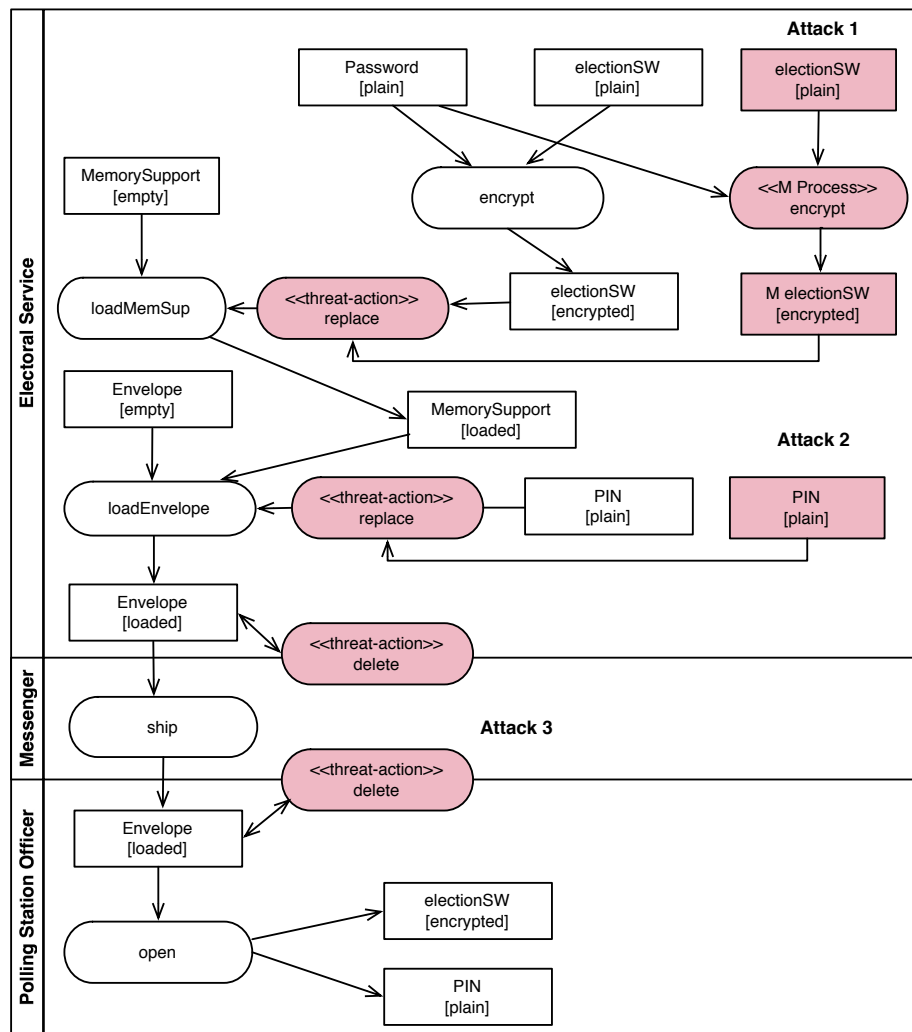 Attack 1
Password
[plain]
electionSW
[plain]
electionSW
[plain]
MemorySupport
[empty]
encrypt
<<M Process>>
encrypt
loadMemSup
<<threat-action>>
replace
electionSW
[encrypted]
M electionSW
[encrypted]
Electoral Service
Envelope
[empty]
MemorySupport
[loaded]
Attack 2
loadEnvelope
<<threat-action>>
replace
PIN
[plain]
PIN
[plain]
Envelope
[loaded]
<<threat-action>>
delete
Messenger
ship
Attack 3
<<threat-action>>
delete
Polling Station Officer
Envelope
[loaded]
electionSW
[encrypted]
open
PIN
[plain]